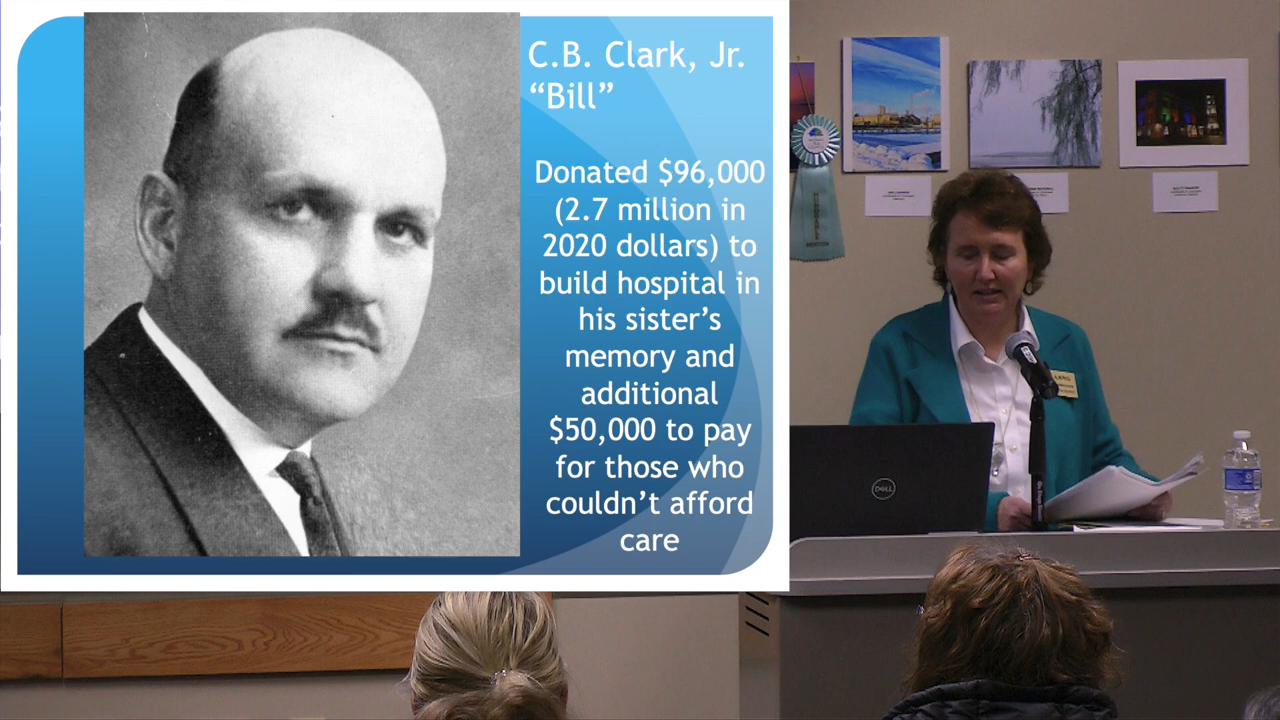 C.B. Clark, Jr.
“Bill”
Donated $96,000
(2.7 million in
2020 dollars) to
build hospital in
his sister’s
memory and
additional
$50,000 to pay
for those who
couldn’t afford
care
DELL